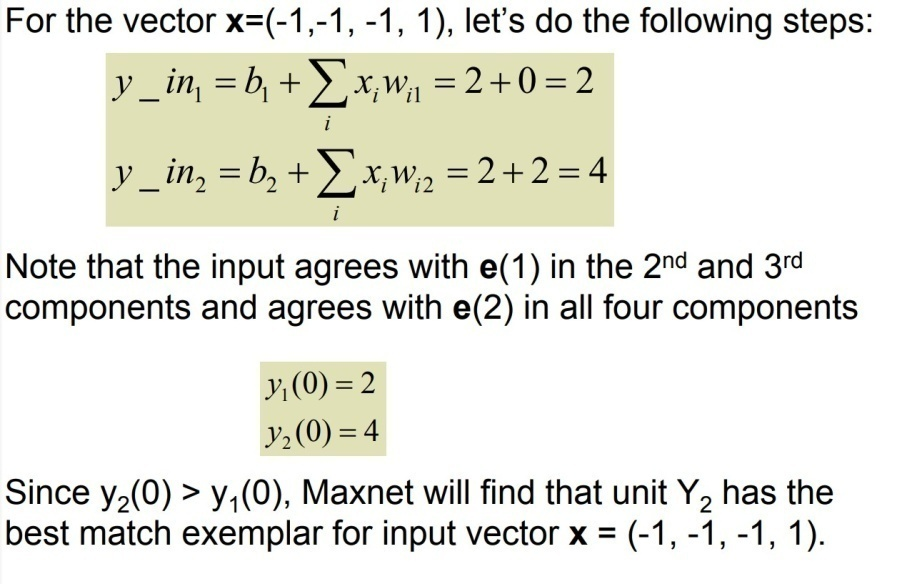 For the vector x=(-1,-1, -1, 1), let’s do the following steps:
y_in₁ = b₁ + ∑ᵢ xᵢwᵢ₁ = 2+0 = 2
y_in₂ = b₂ + ∑ᵢ xᵢwᵢ₂ = 2+2 = 4
Note that the input agrees with e(1) in the 2nd and 3rd
components and agrees with e(2) in all four components
y₁(0) = 2
y₂(0) = 4
Since y₂(0) > y₁(0), Maxnet will find that unit Y₂ has the
best match exemplar for input vector x = (-1, -1, -1, 1).